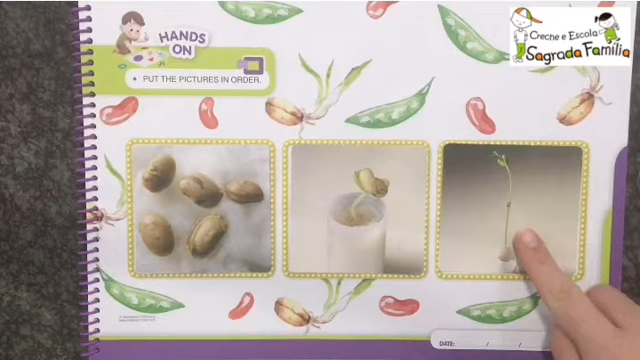 HANDS
ON
PUT THE PICTURES IN ORDER.
Creche e Escola
Sagrada Família
DATE: / /